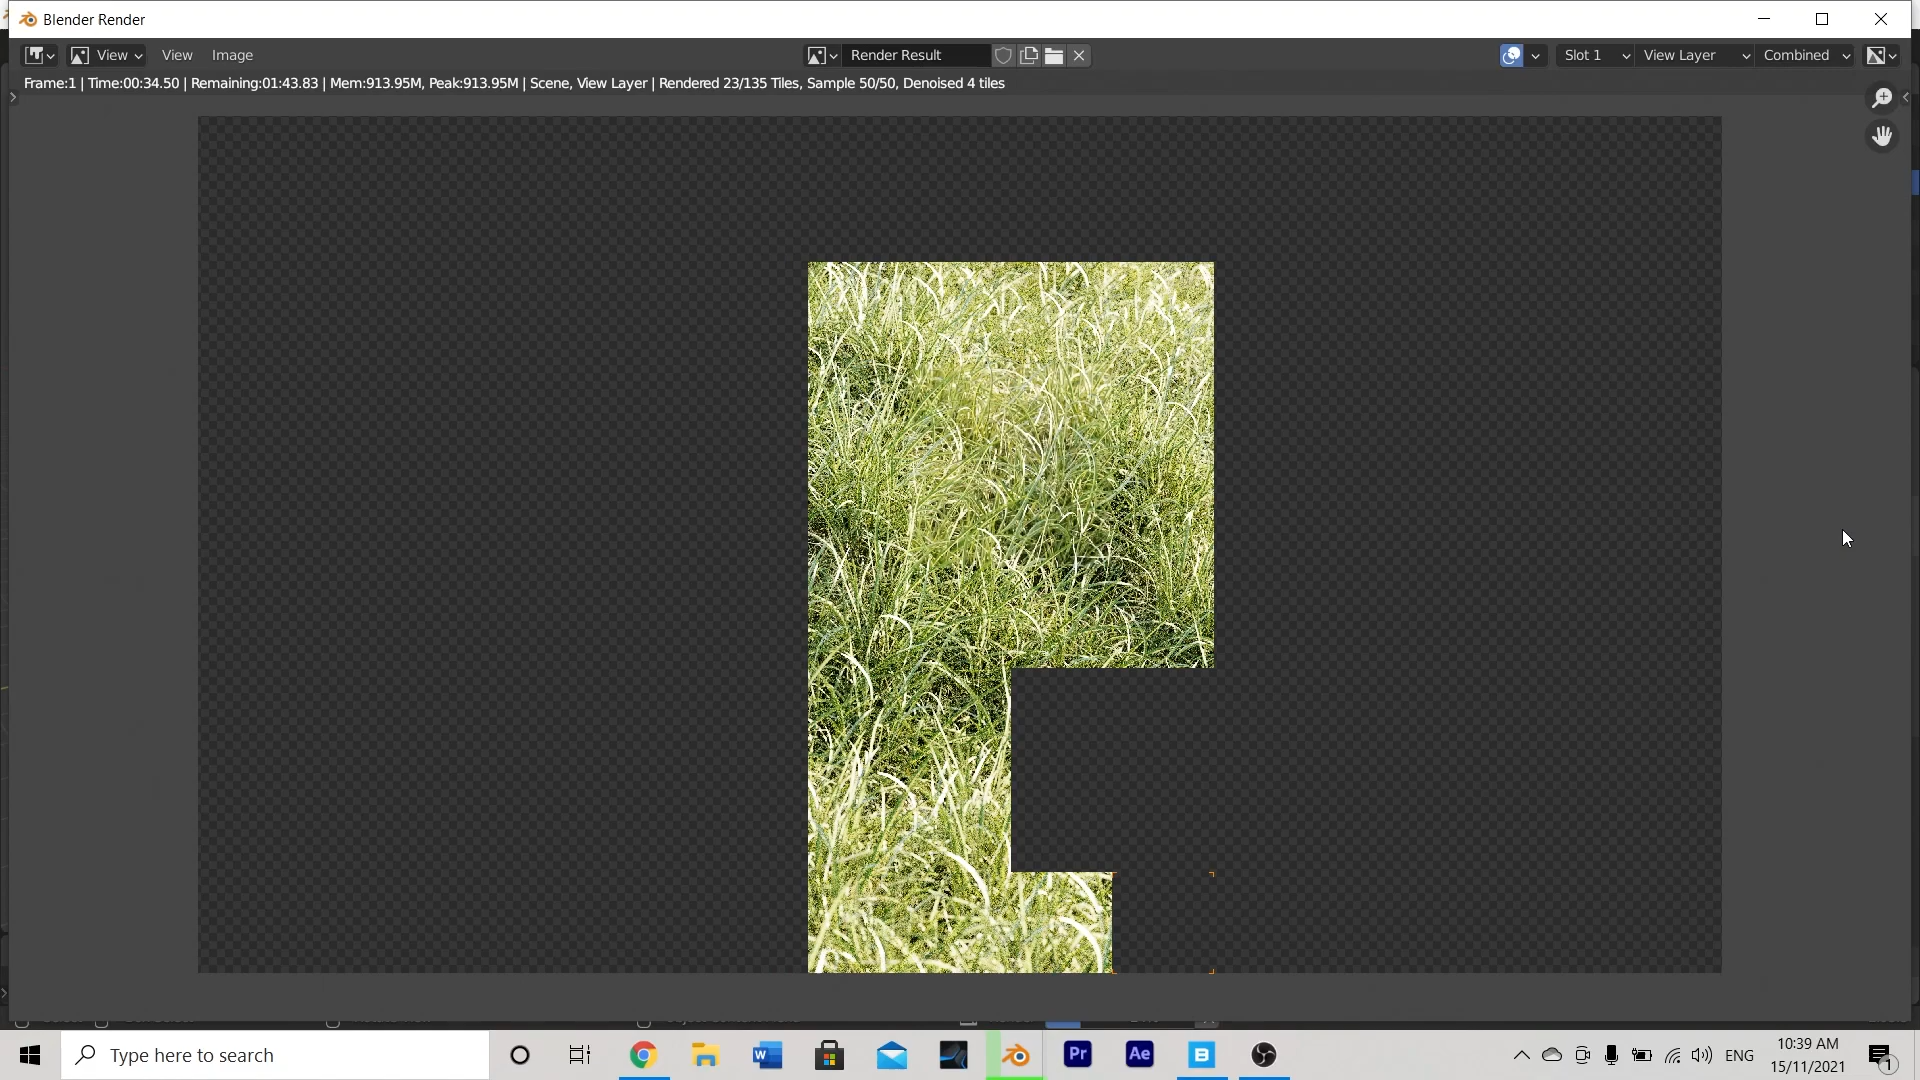 Blender Render
View View Image Render Result Slot 1 View Layer Combined
Frame:1 | Time:00:34.50 | Remaining:01:43.83 | Mem:913.95M, Peak:913.95M | Scene, View Layer | Rendered 23/135 Tiles, Sample 50/50, Denoised 4 tiles
Type here to search
W
Pr
Ae
B
ENG
10:39 AM
15/11/2021
1